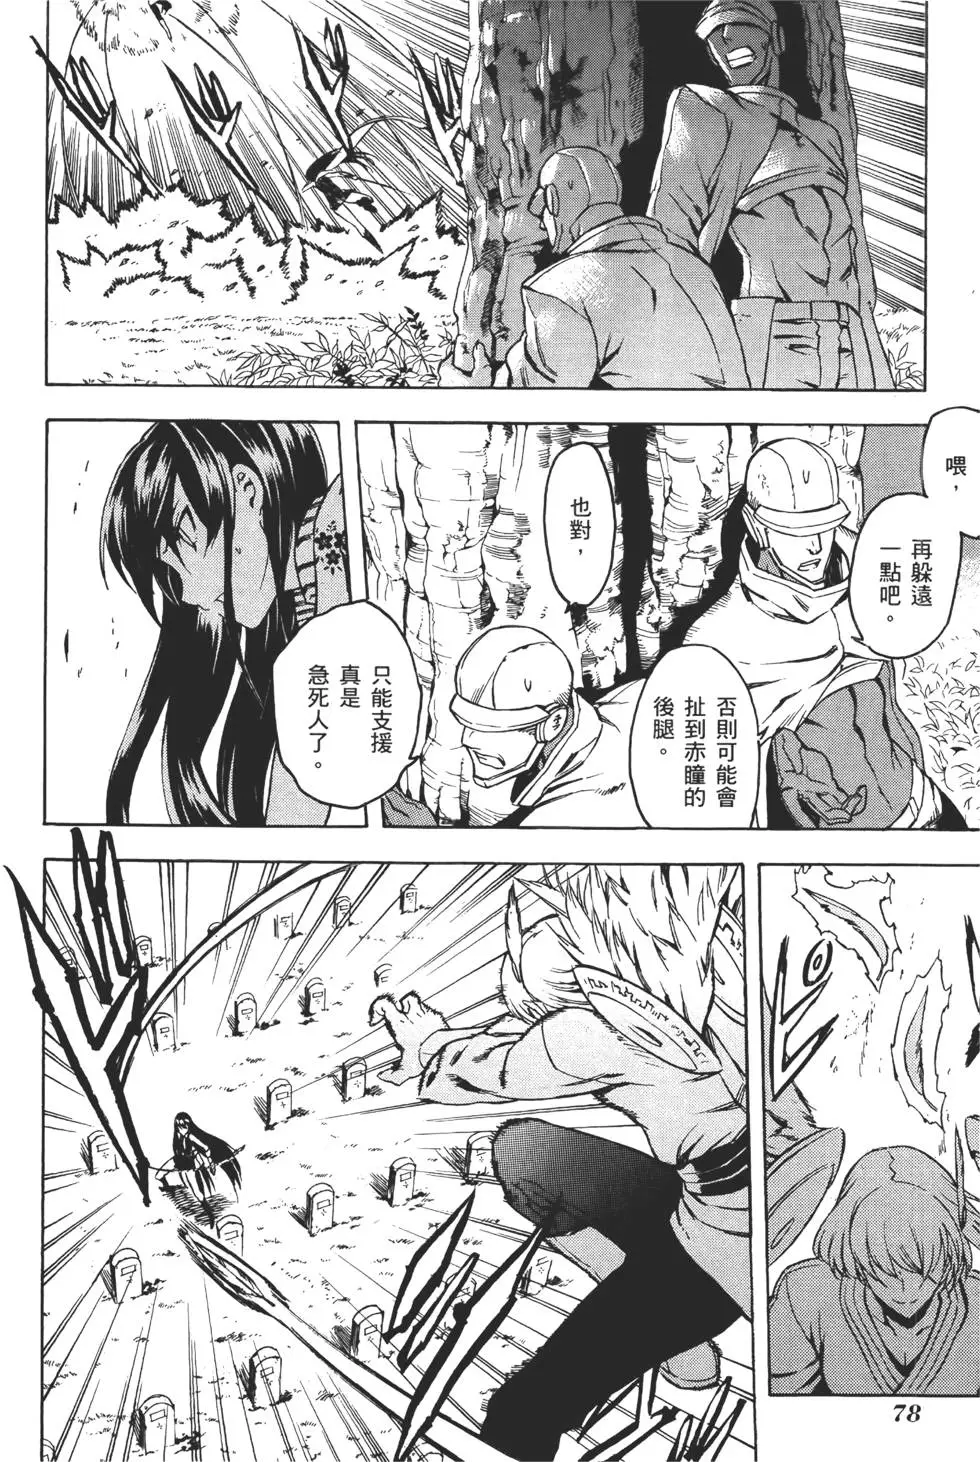 喂，
再躲遠
一點吧。
否則可能會
扯到赤瞳的
後腿。
也對，
只能支援
真是
急死人了。
78